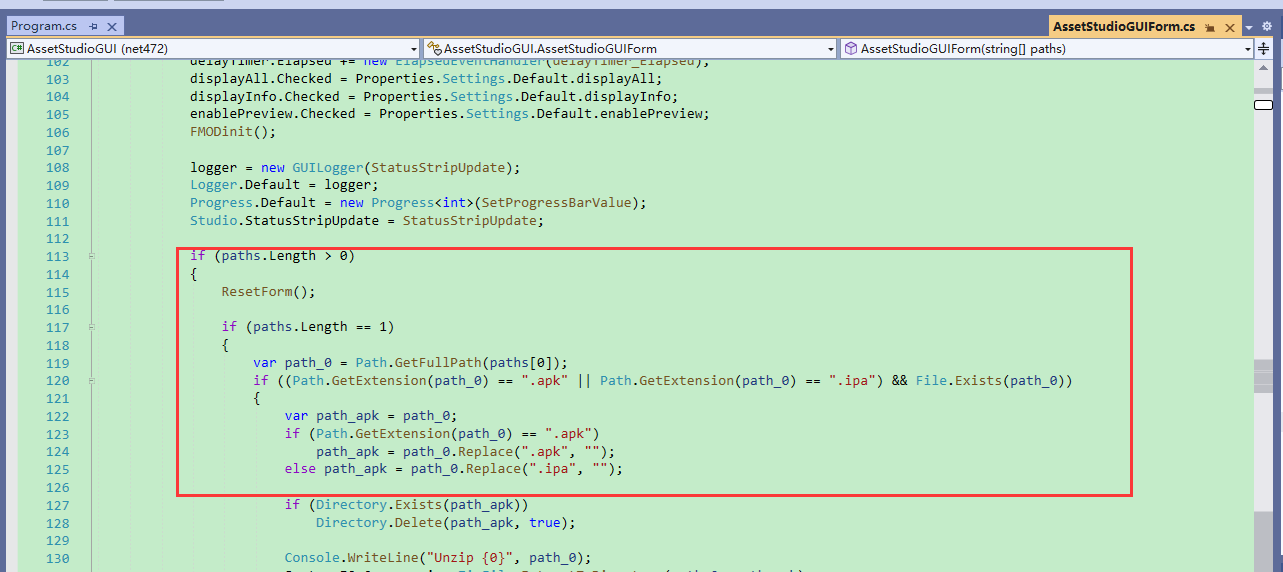 Program.cs
AssetStudioGUIForm.cs
C# AssetStudioGUI (net472)
AssetStudioGUI.AssetStudioGUIForm
AssetStudioGUIForm(string[] paths)
102 delayTimer.Elapsed += new ElapsedEventHandler(delayTimer_Elapsed);
103 displayAll.Checked = Properties.Settings.Default.displayAll;
104 displayInfo.Checked = Properties.Settings.Default.displayInfo;
105 enablePreview.Checked = Properties.Settings.Default.enablePreview;
106 FMODinit();
107
108 logger = new GUILogger(StatusStripUpdate);
109 Logger.Default = logger;
110 Progress.Default = new Progress<int>(SetProgressBarValue);
111 Studio.StatusStripUpdate = StatusStripUpdate;
112
113 if (paths.Length > 0)
114 {
115 ResetForm();
116
117 if (paths.Length == 1)
118 {
119 var path_0 = Path.GetFullPath(paths[0]);
120 if ((Path.GetExtension(path_0) == ".apk" || Path.GetExtension(path_0) == ".ipa") && File.Exists(path_0))
121 {
122 var path_apk = path_0;
123 if (Path.GetExtension(path_0) == ".apk")
124 path_apk = path_0.Replace(".apk", "");
125 else path_apk = path_0.Replace(".ipa", "");
126
127 if (Directory.Exists(path_apk))
128 Directory.Delete(path_apk, true);
129
130 Console.WriteLine("Unzip {0}", path_0);